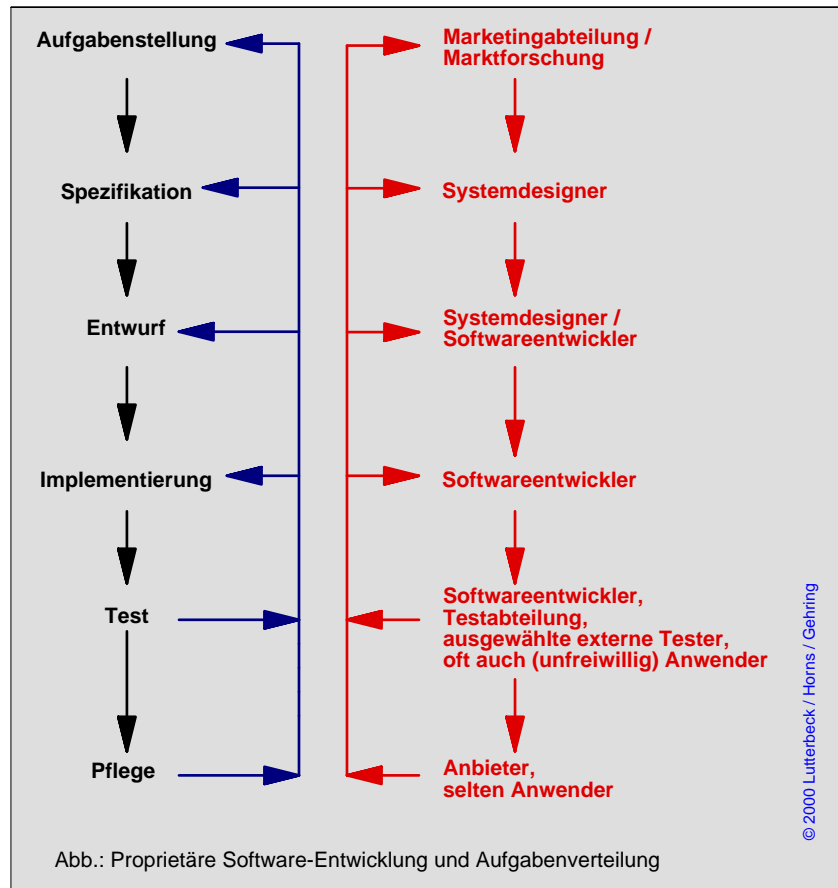 Aufgabenstellung
Marketingabteilung /
Marktforschung
Spezifikation
Systemdesigner
Entwurf
Systemdesigner /
Softwareentwickler
Implementierung
Softwareentwickler
Test
Softwareentwickler,
Testabteilung,
ausgewählte externe Tester,
oft auch (unfreiwillig) Anwender
Pflege
Anbieter,
selten Anwender
© 2000 Lutterbeck / Horns / Gehring
Abb.: Proprietäre Software-Entwicklung und Aufgabenverteilung